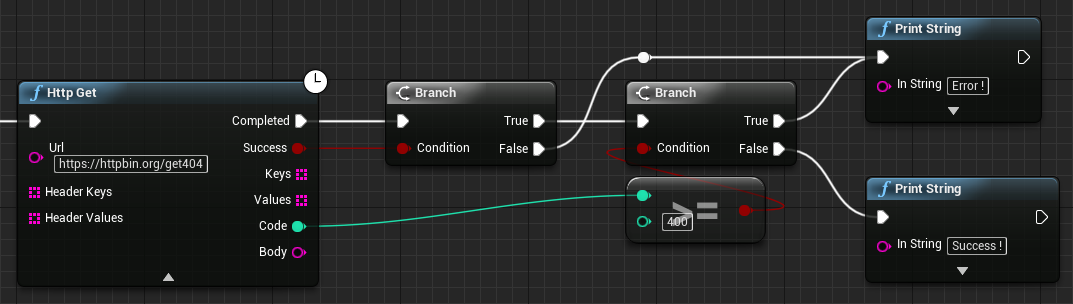 f Http Get
Completed
Url
https://httpbin.org/get404
Success
Keys
Header Keys
Values
Header Values
Code
Body
Branch
True
Condition
False
Branch
True
Condition
False
>=
400
f Print String
In String Error !
f Print String
In String Success !